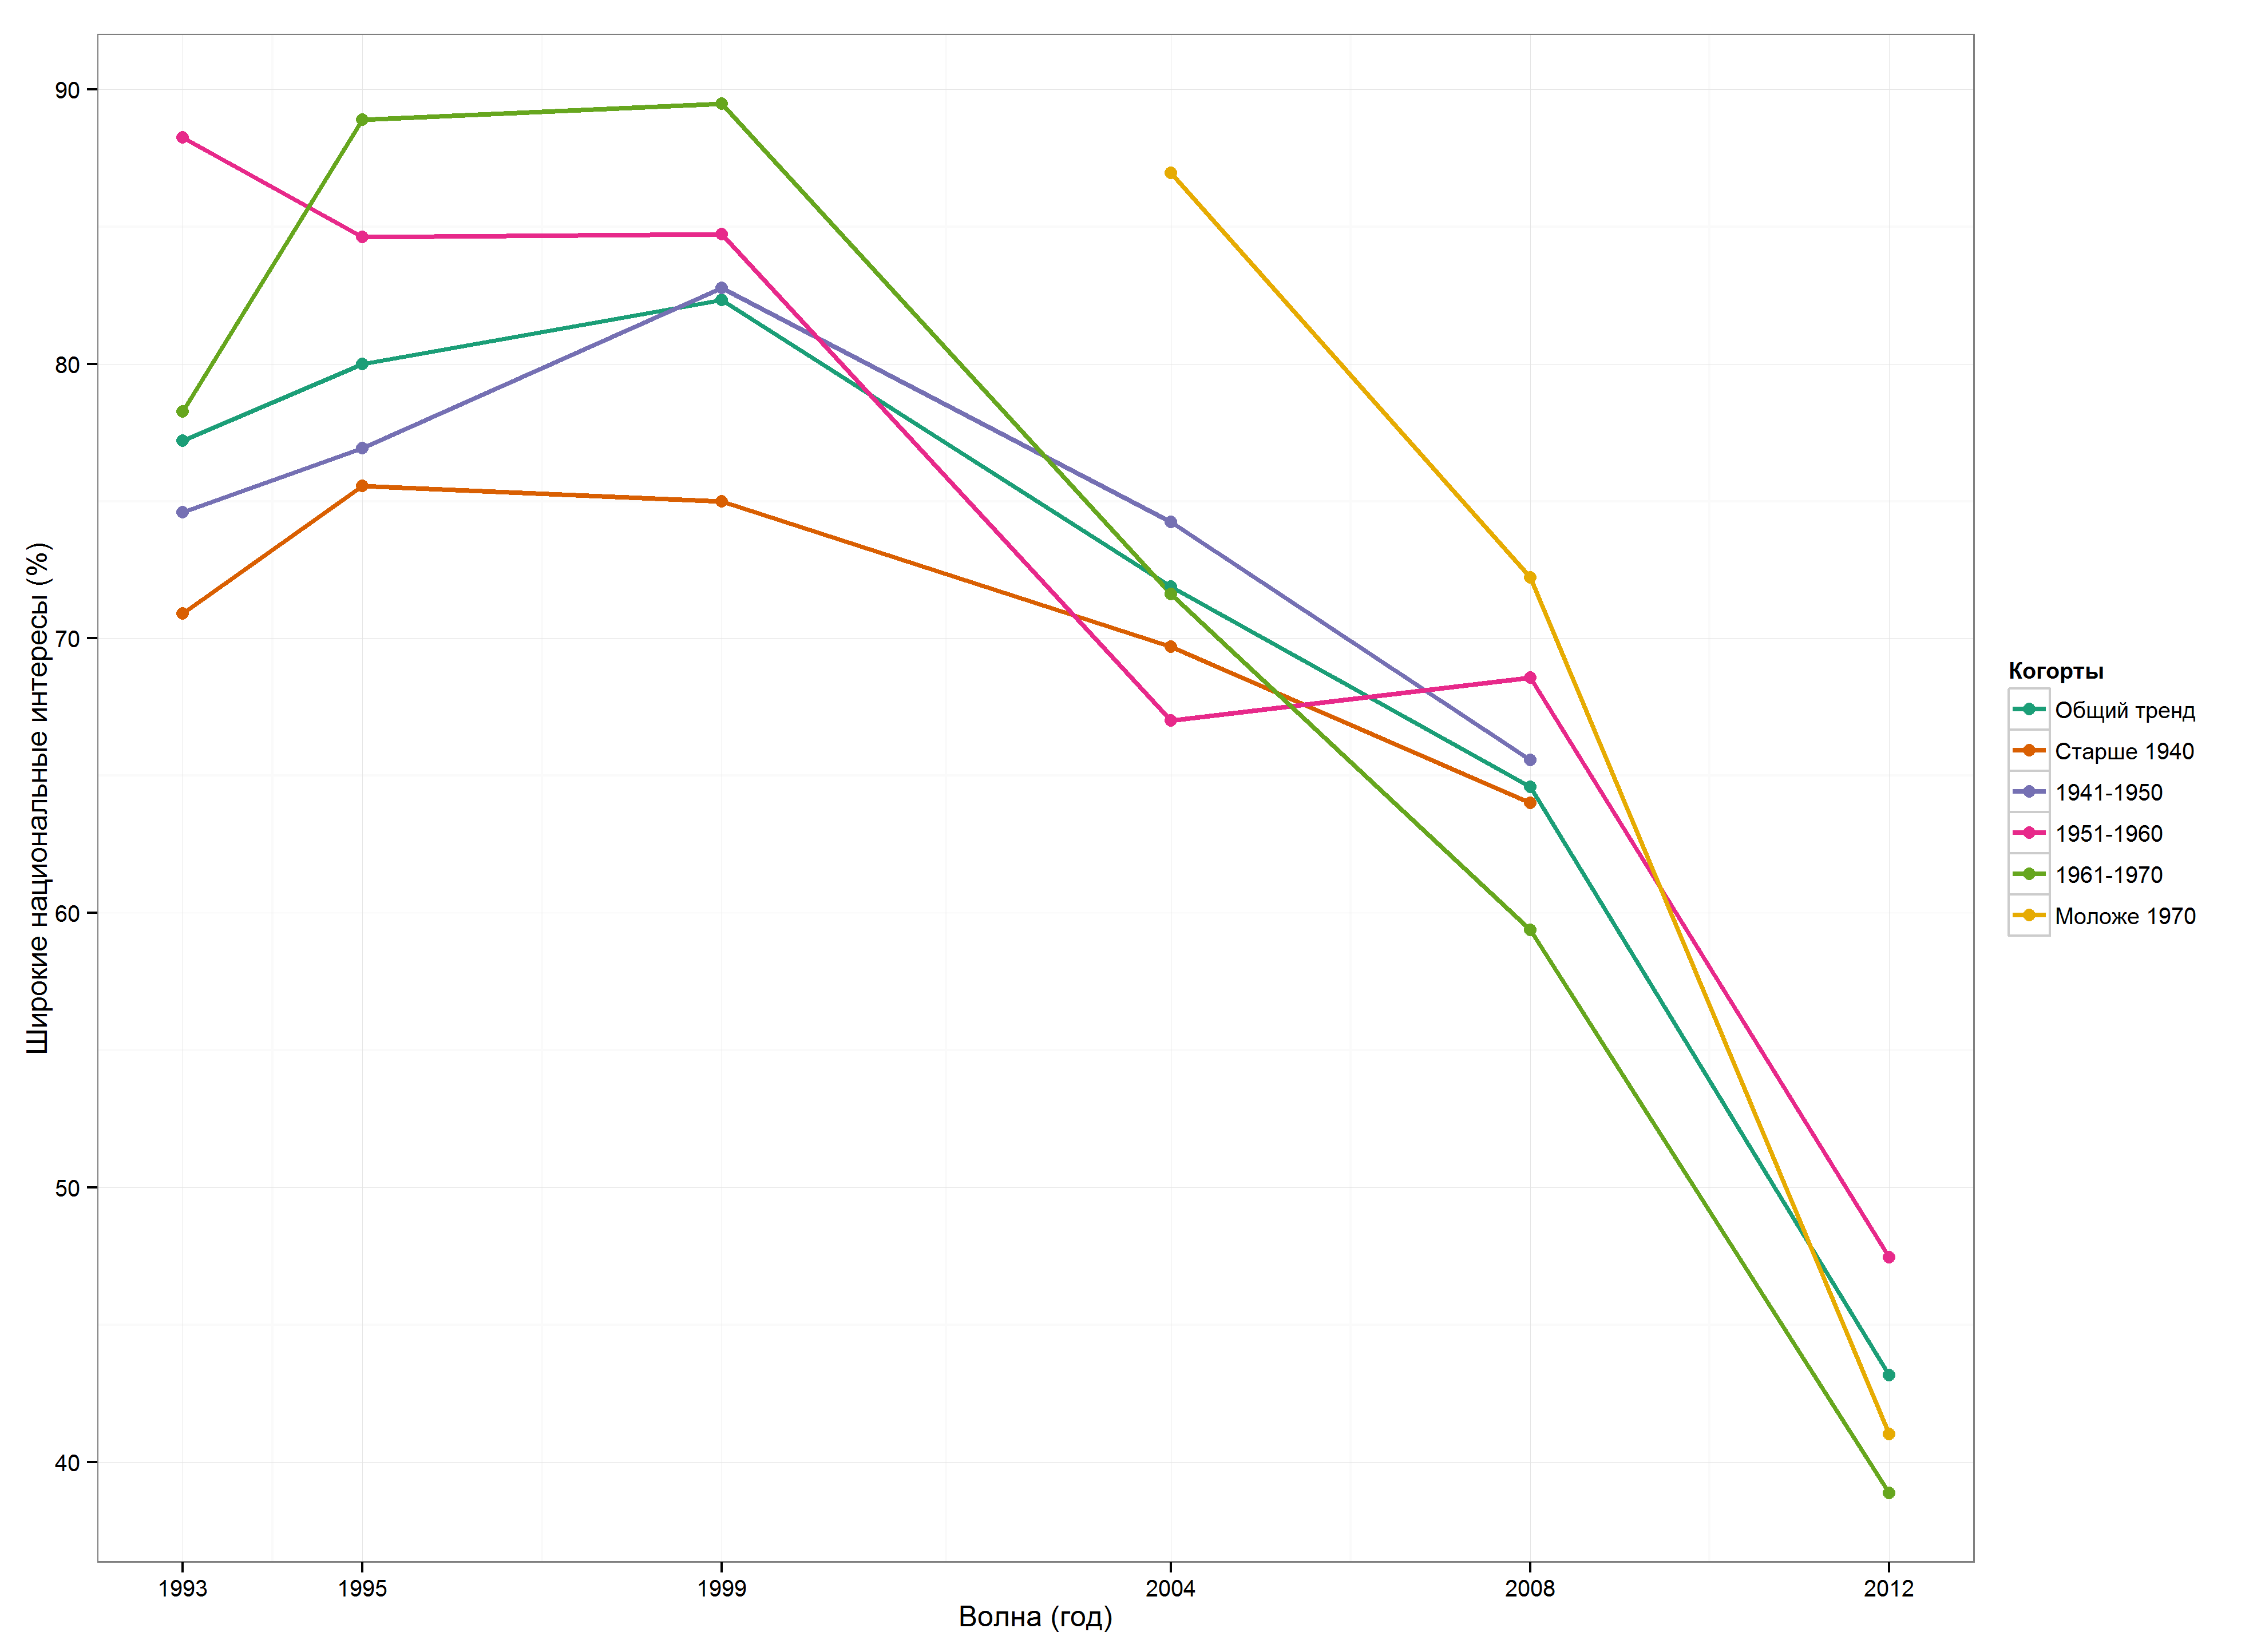 Широкие национальные интересы (%)
90
80
70
60
50
40
1993
1995
1999
2004
2008
2012
Волна (год)
Когорты
Общий тренд
Старше 1940
1941-1950
1951-1960
1961-1970
Моложе 1970